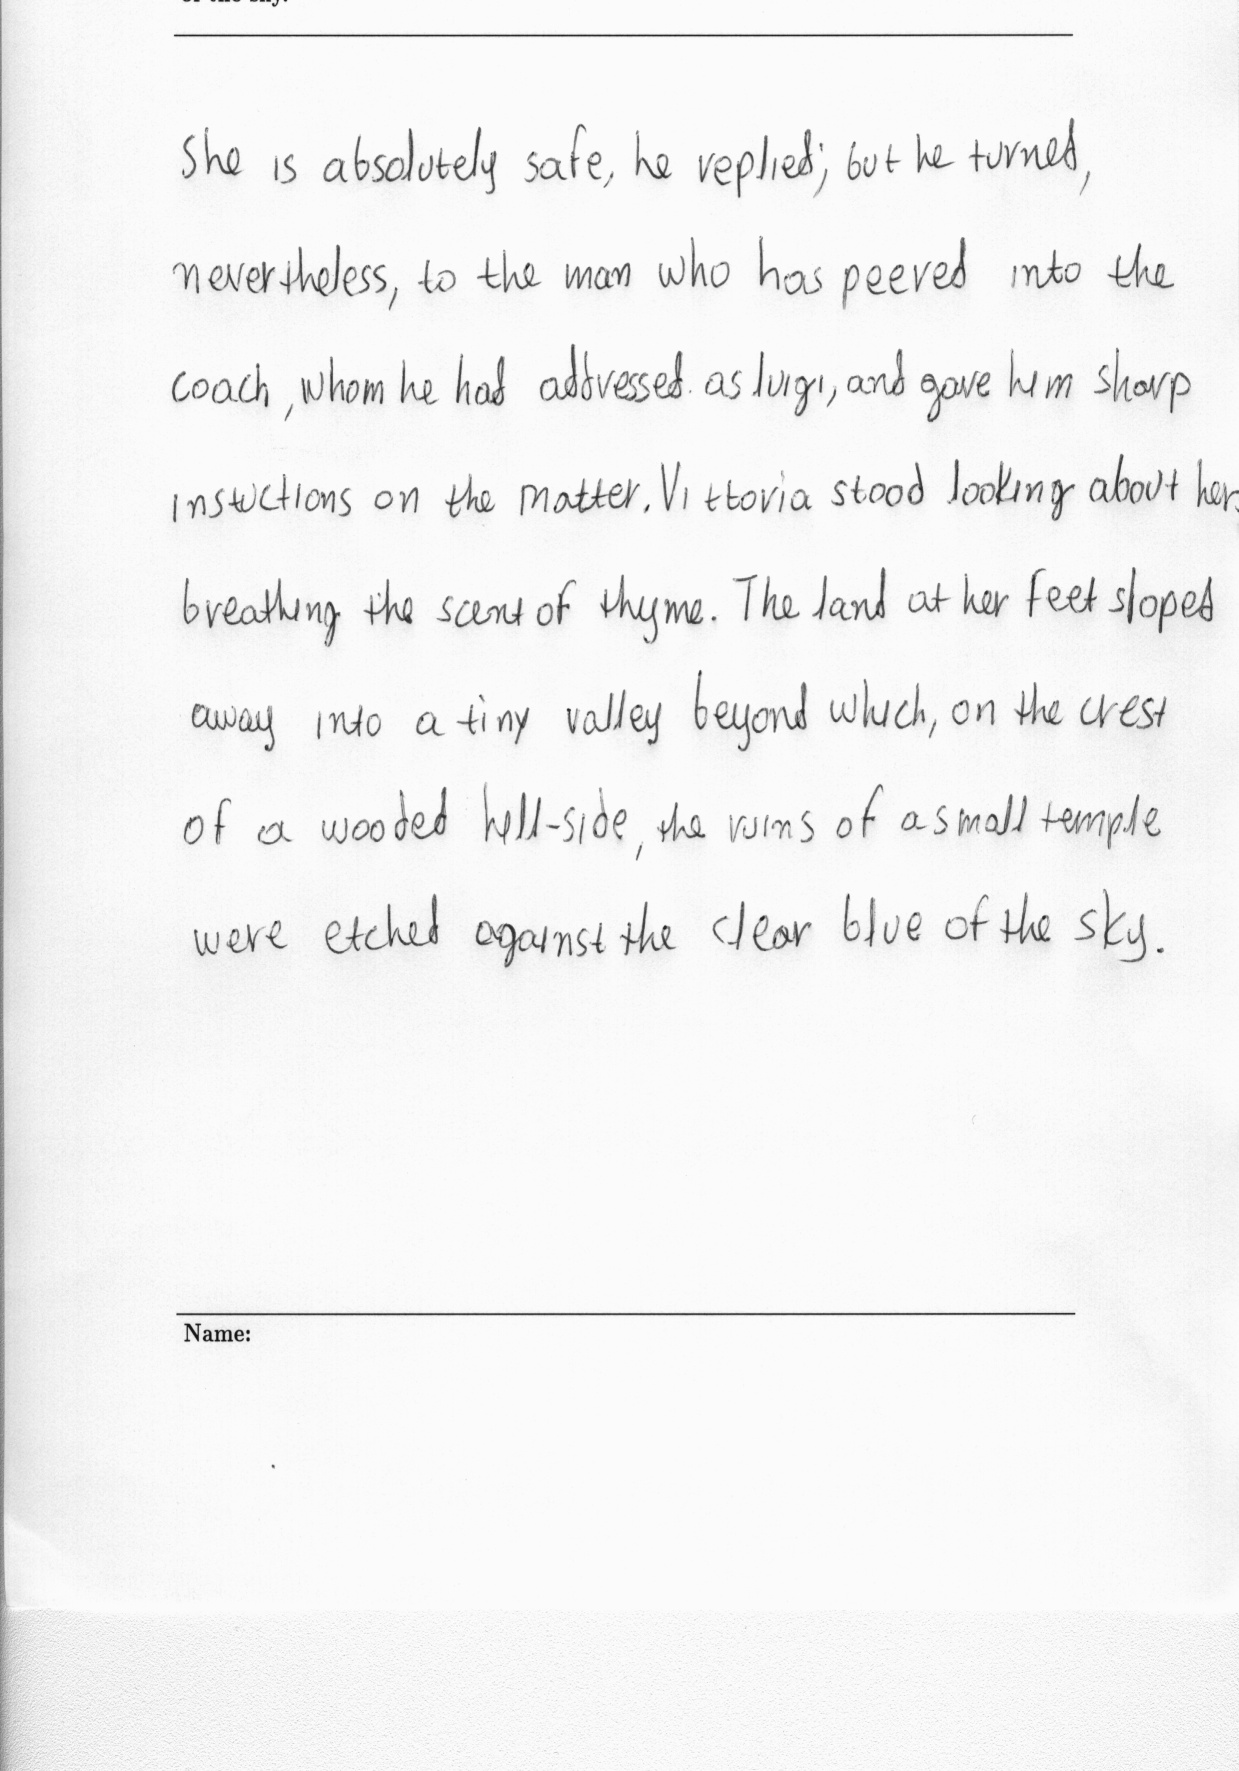 of the sky.
She is absolutely safe, he replied; but he turned,
nevertheless, to the man who has peered into the
coach, whom he had addressed as luigi, and gave him sharp
instuctions on the matter. Vittoria stood looking about her,
breathing the scent of thyme. The land at her feet sloped
away into a tiny valley beyond which, on the crest
of a wooded hill-side, the ruins of a small temple
were etched against the clear blue of the sky.
Name: